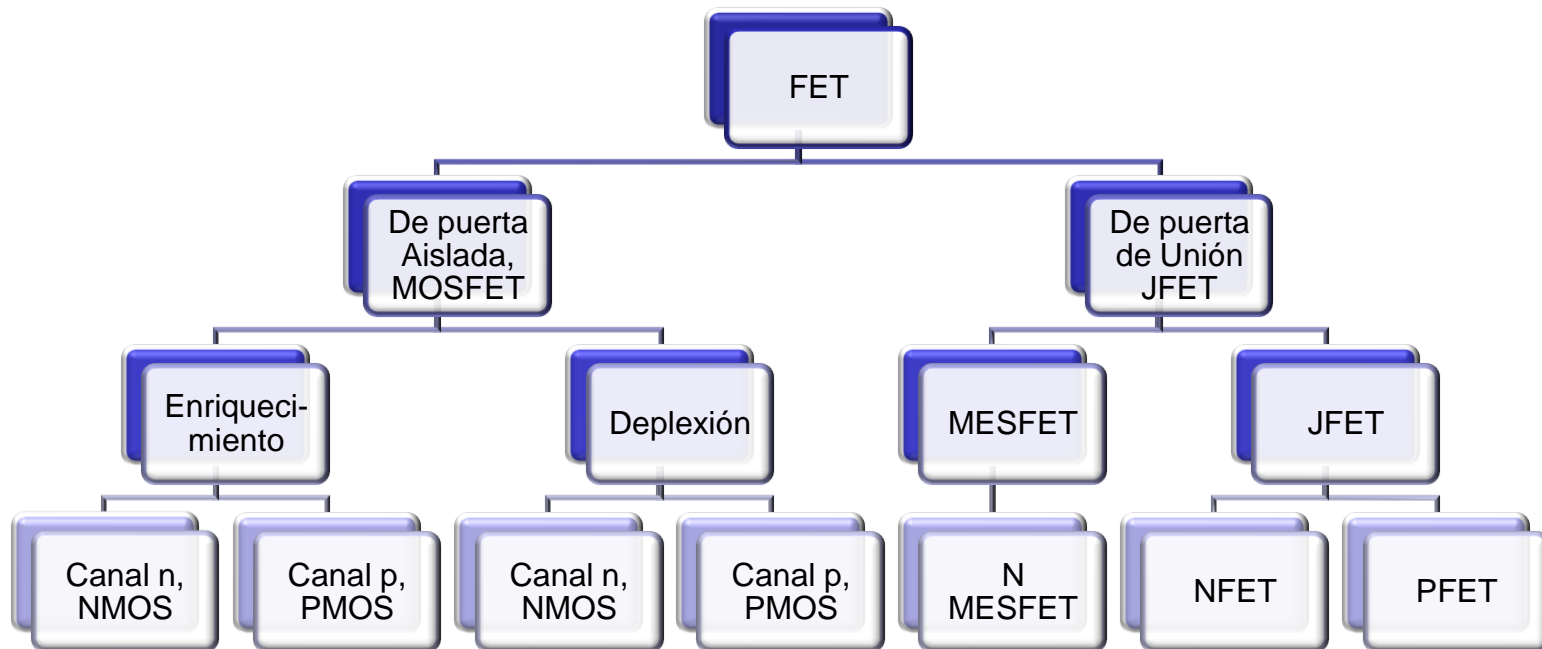 FET
De puerta
Aislada,
MOSFET
De puerta
de Unión
JFET
Enriqueci-
miento
Deplexión
MESFET
JFET
Canal n,
NMOS
Canal p,
PMOS
Canal n,
NMOS
Canal p,
PMOS
N
MESFET
NFET
PFET